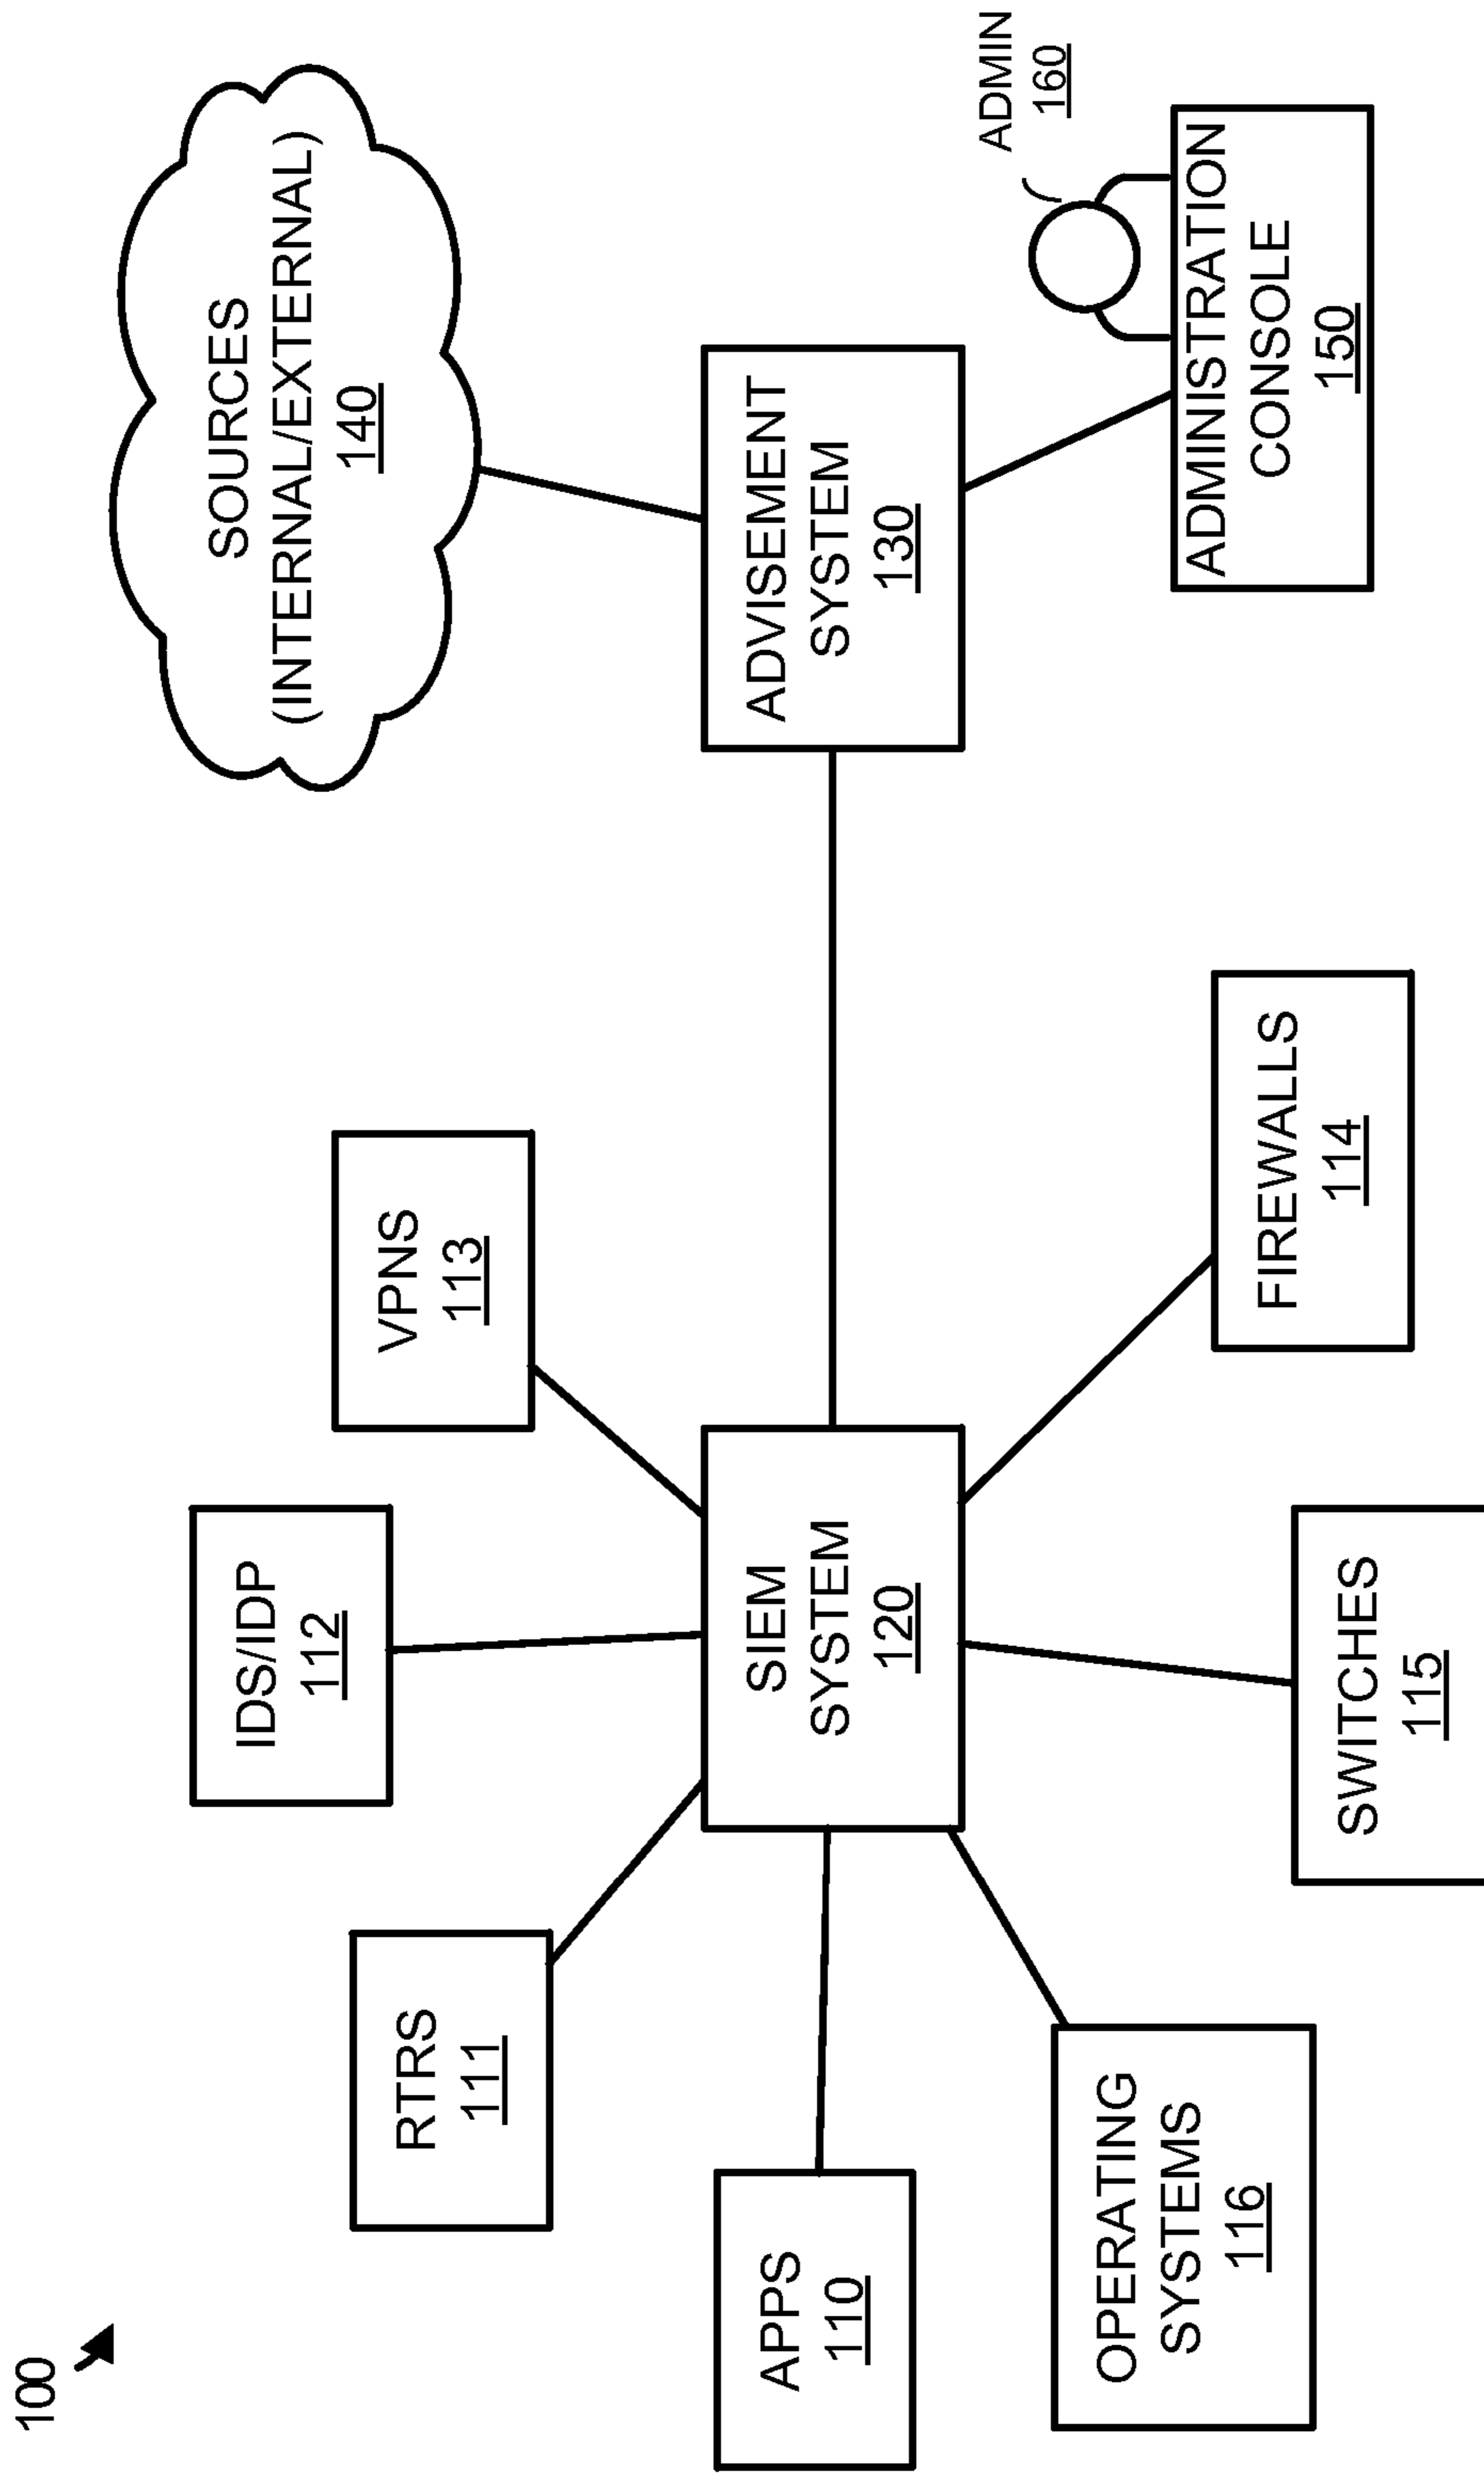 100
APPS
110
RTRS
111
IDS/IDP
112
VPNS
113
SIEM
SYSTEM
120
OPERATING
SYSTEMS
116
SWITCHES
115
FIREWALLS
114
SOURCES
(INTERNAL/EXTERNAL)
140
ADVISEMENT
SYSTEM
130
ADMIN
160
ADMINISTRATION
CONSOLE
150